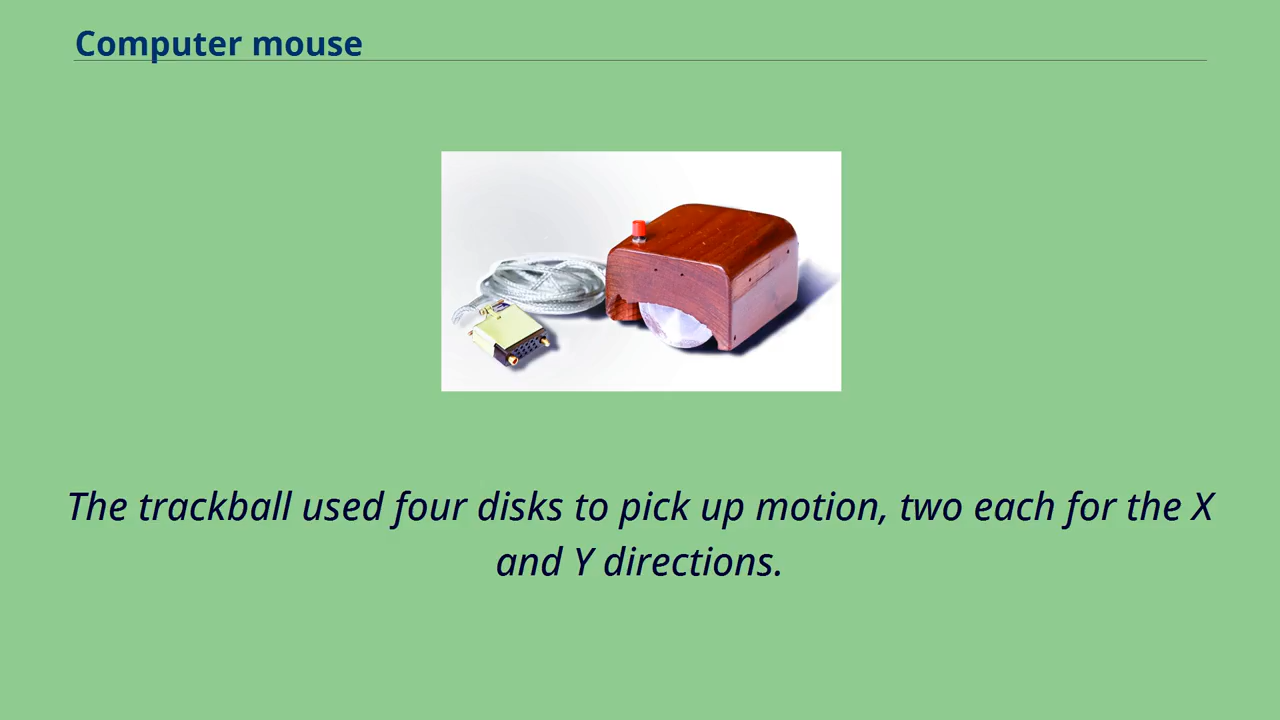 Computer mouse
The trackball used four disks to pick up motion, two each for the X
and Y directions.